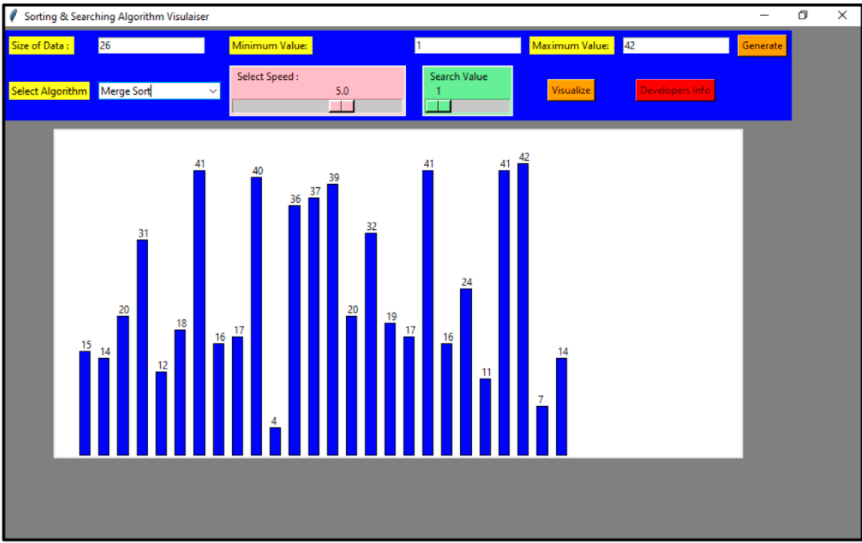 Sorting & Searching Algorithm Visulaiser
Size of Data : 26 Minimum Value: 1 Maximum Value: 42 Generate
Select Algorithm Merge Sort Select Speed : 5.0 Search Value 1 Visualize Developers Info
15 14 20 31 12 18 41 16 17 40 4 36 37 39 20 32 19 17 41 16 24 11 41 42 7 14